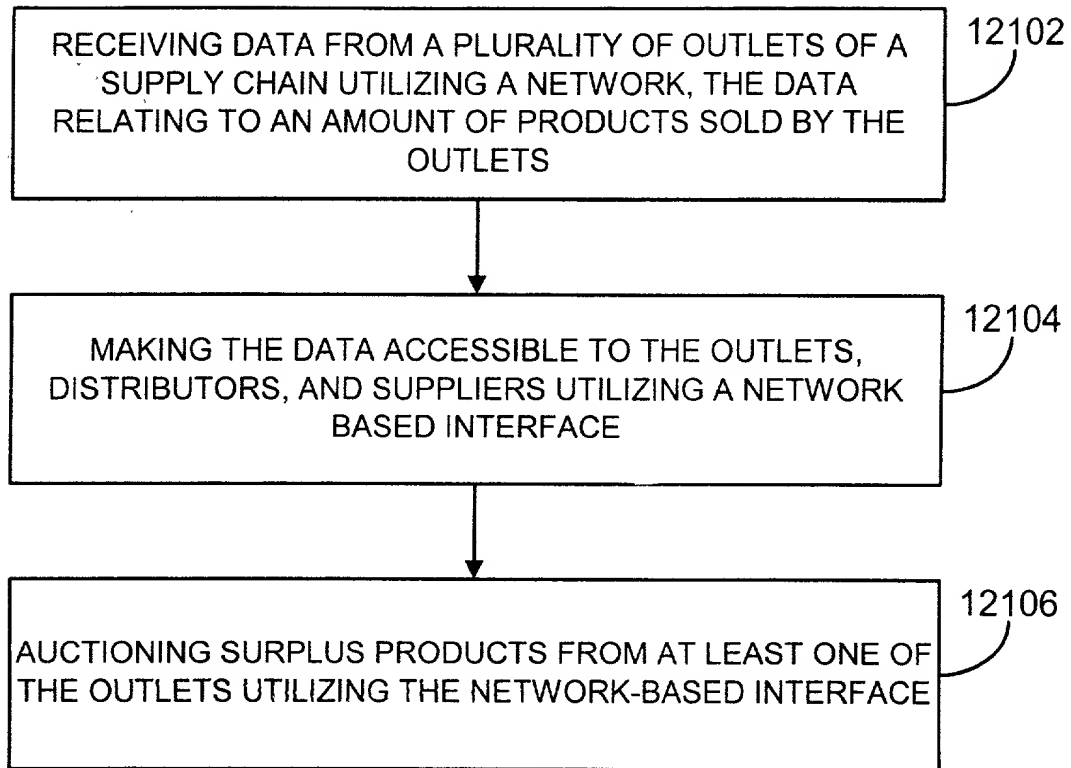 RECEIVING DATA FROM A PLURALITY OF OUTLETS OF A
SUPPLY CHAIN UTILIZING A NETWORK, THE DATA
RELATING TO AN AMOUNT OF PRODUCTS SOLD BY THE
OUTLETS
12102
MAKING THE DATA ACCESSIBLE TO THE OUTLETS,
DISTRIBUTORS, AND SUPPLIERS UTILIZING A NETWORK
BASED INTERFACE
12104
AUCTIONING SURPLUS PRODUCTS FROM AT LEAST ONE OF
THE OUTLETS UTILIZING THE NETWORK-BASED INTERFACE
12106